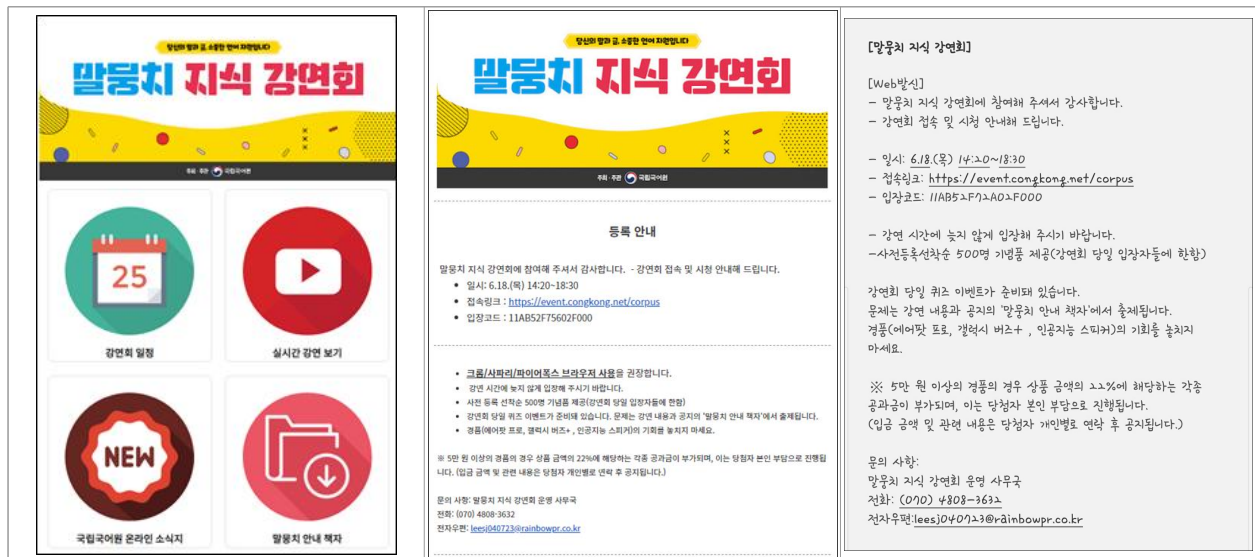 당신의 말과 글, 소중한 언어 자원입니다
말뭉치 지식 강연회
주최·주관 국립국어원
25
강연회 일정
실시간 강연 보기
NEW
국립국어원 온라인 소식지
말뭉치 안내 책자
당신의 말과 글, 소중한 언어 자원입니다
말뭉치 지식 강연회
주최·주관 국립국어원
등록 안내
말뭉치 지식 강연회에 참여해 주셔서 감사합니다. - 강연회 접속 및 시청 안내해 드립니다.
• 일시: 6.18.(목) 14:20~18:30
• 접속링크 : https://event.congkong.net/corpus
• 입장코드 : 11AB52F75602F000
• 크롬/사파리/파이어폭스 브라우저 사용을 권장합니다.
• 강연 시간에 늦지 않게 입장해 주시기 바랍니다.
• 사전 등록 선착순 500명 기념품 제공(강연회 당일 입장자들에 한함)
• 강연회 당일 퀴즈 이벤트가 준비돼 있습니다. 문제는 강연 내용과 공지의 '말뭉치 안내 책자'에서 출제됩니다.
• 경품(에어팟 프로, 갤럭시 버즈+ , 인공지능 스피커)의 기회를 놓치지 마세요.
※ 5만 원 이상의 경품의 경우 상품 금액의 22%에 해당하는 각종 공과금이 부가되며, 이는 당첨자 본인 부담으로 진행됩
니다. (입금 금액 및 관련 내용은 당첨자 개인별로 연락 후 공지됩니다.)
문의 사항: 말뭉치 지식 강연회 운영 사무국
전화: (070) 4808-3632
전자우편: leesj040723@rainbowpr.co.kr
[말뭉치 지식 강연회]
[Web발신]
- 말뭉치 지식 강연회에 참여해 주셔서 감사합니다.
- 강연회 접속 및 시청 안내해 드립니다.
- 일시: 6.18.(목) 14:20~18:30
- 접속링크: https://event.congkong.net/corpus
- 입장코드: 11AB52F72A02F000
- 강연 시간에 늦지 않게 입장해 주시기 바랍니다.
-사전등록선착순 500명 기념품 제공(강연회 당일 입장자들에 한함)
강연회 당일 퀴즈 이벤트가 준비돼 있습니다.
문제는 강연 내용과 공지의 '말뭉치 안내 책자'에서 출제됩니다.
경품(에어팟 프로, 갤럭시 버즈+ , 인공지능 스피커)의 기회를 놓치지
마세요.
※ 5만 원 이상의 경품의 경우 상품 금액의 22%에 해당하는 각종
공과금이 부가되며, 이는 당첨자 본인 부담으로 진행됩니다.
(입금 금액 및 관련 내용은 당첨자 개인별로 연락 후 공지됩니다.)
문의 사항:
말뭉치 지식 강연회 운영 사무국
전화: (070) 4808-3632
전자우편:leesj040723@rainbowpr.co.kr